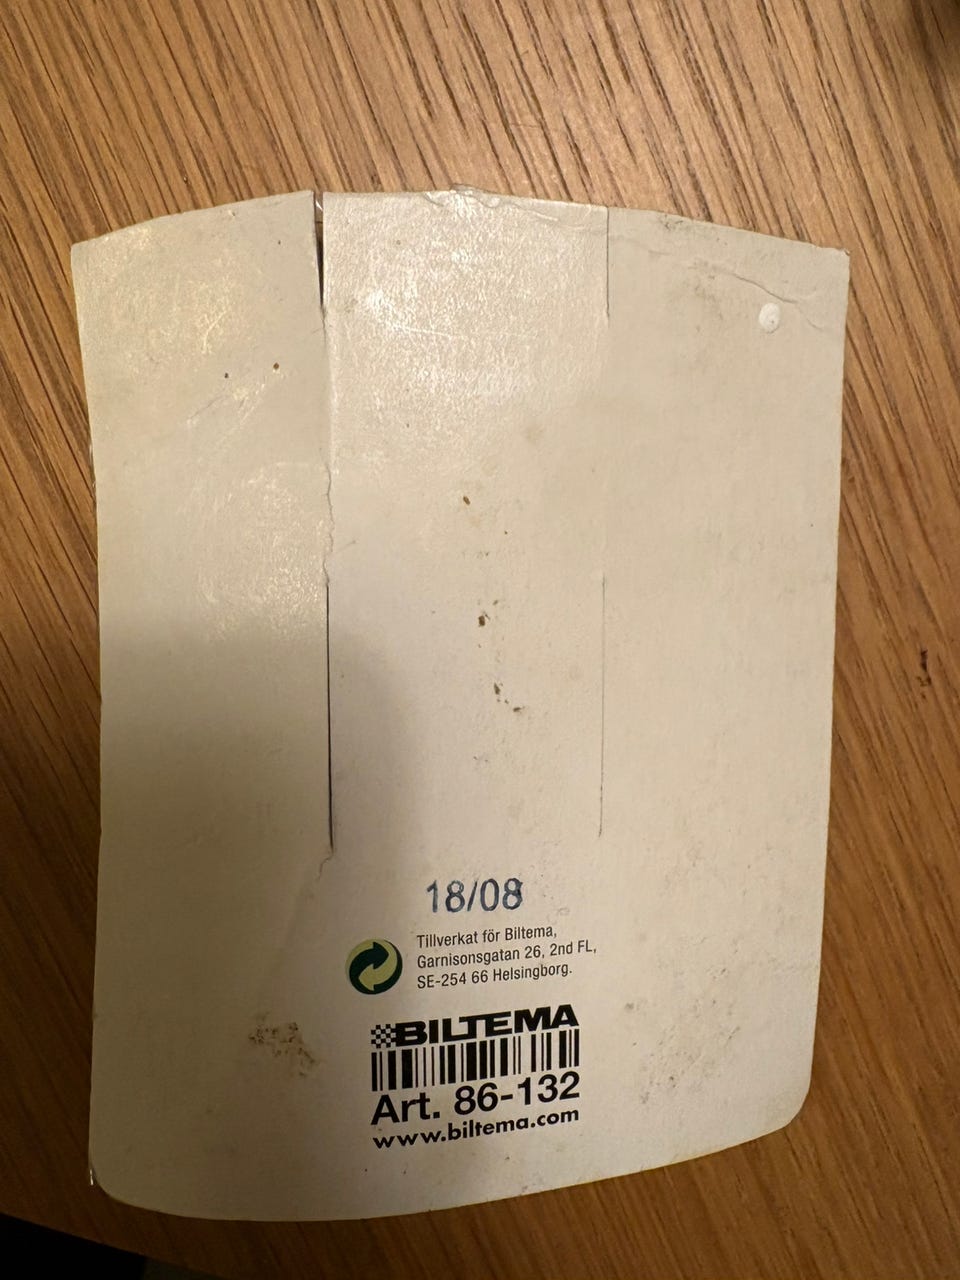 18/08
Tillverkat för Biltema,
Garnisonsgatan 26, 2nd FL,
SE-254 66 Helsingborg.
BILTEMA
Art. 86-132
www.biltema.com